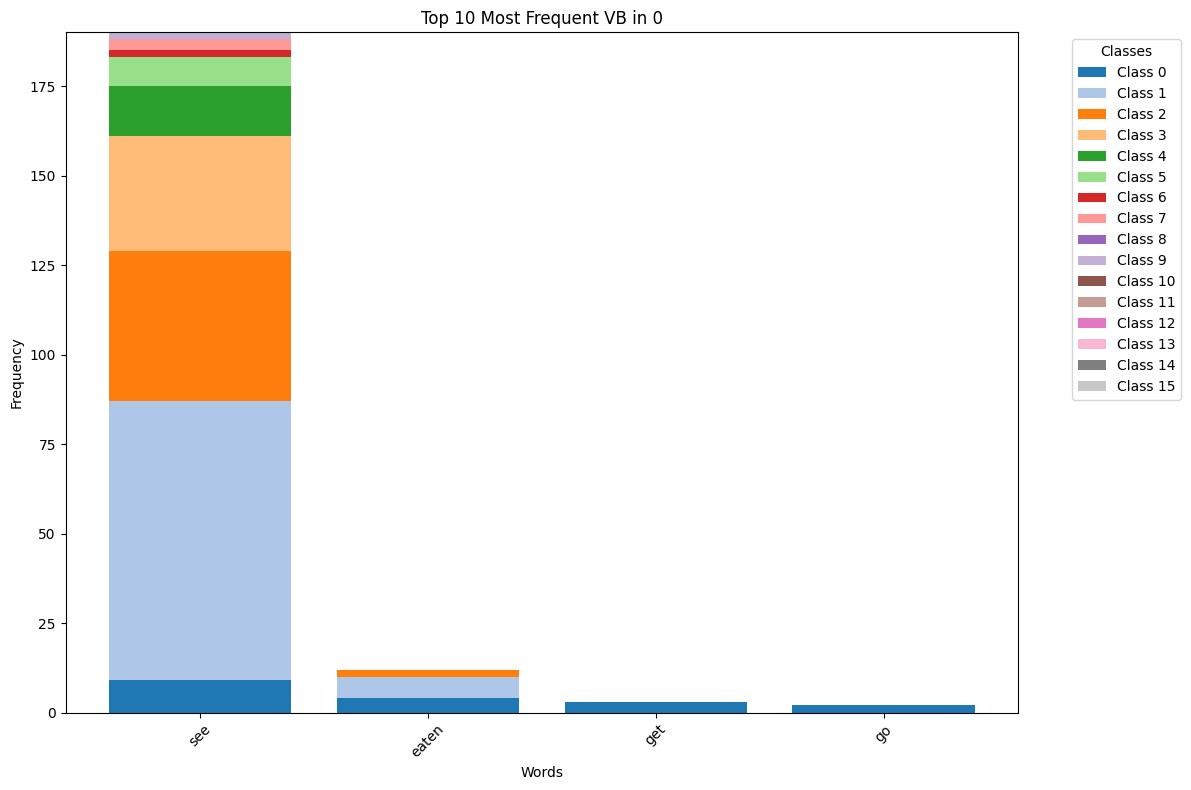 Top 10 Most Frequent VB in 0
Frequency
175
150
125
100
75
50
25
0
see
eaten
get
go
Words
Classes
Class 0
Class 1
Class 2
Class 3
Class 4
Class 5
Class 6
Class 7
Class 8
Class 9
Class 10
Class 11
Class 12
Class 13
Class 14
Class 15